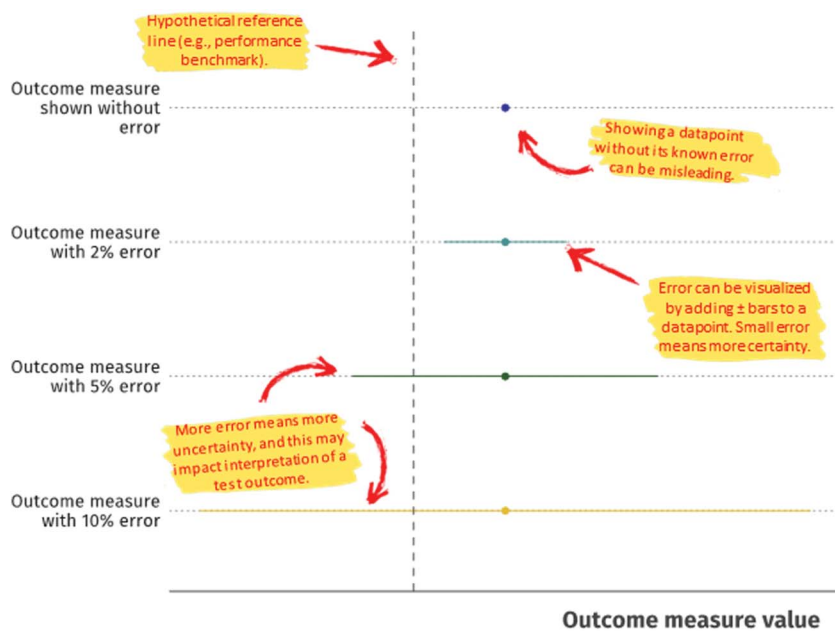 Hypothetical reference
line (e.g., performance
benchmark).
Outcome measure
shown without
error
Showing a datapoint
without its known error
can be misleading.
Outcome measure
with 2% error
Error can be visualized
by adding ± bars to a
datapoint. Small error
means more certainty.
Outcome measure
with 5% error
More error means more
uncertainty, and this may
impact interpretation of a
test outcome.
Outcome measure
with 10% error
Outcome measure value